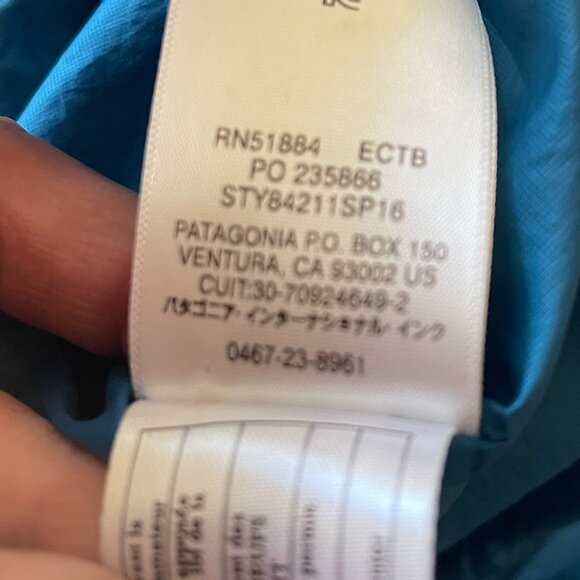 RN51884 ECTB
PO 235866
STY84211SP16
PATAGONIA P.O. BOX 150
VENTURA, CA 93002 US
CUIT:30-70924649-2
パタゴニア・インターナショナル・インク
0467-23-8961